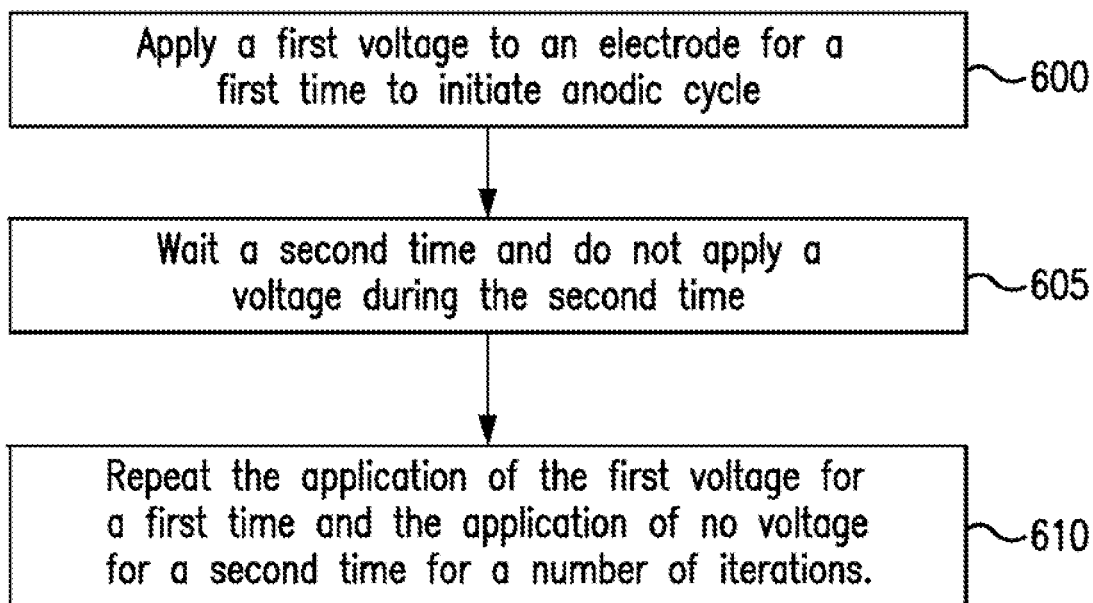 Apply a first voltage to an electrode for a
first time to initiate anodic cycle
600
Wait a second time and do not apply a
voltage during the second time
605
Repeat the application of the first voltage for
a first time and the application of no voltage
for a second time for a number of iterations.
610